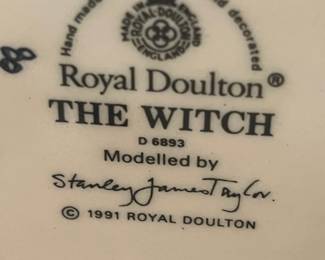 Hand made
decorated
MADE IN ENGLAND
ROYAL DOULTON
ENGLAND
Royal Doulton®
THE WITCH
D 6893
Modelled by
Stanley James Taylor.
© 1991 ROYAL DOULTON